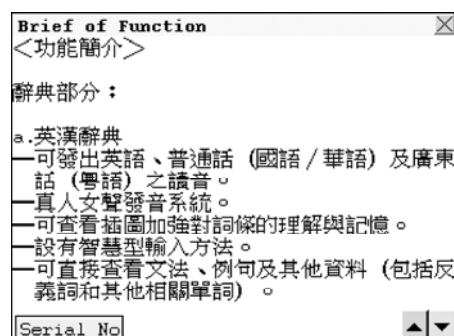 Brief of Function
<功能簡介>
辭典部分：
a.英漢辭典
—可發出英語、普通話 (國語/華語) 及廣東
話 (粵語) 之讀音。
—真人女聲發音系統。
—可查看插圖加強對詞條的理解與記憶。
—設有智慧型輸入方法。
—可直接查看文法、例句及其他資料 (包括反
義詞和其他相關單詞) 。
Serial No